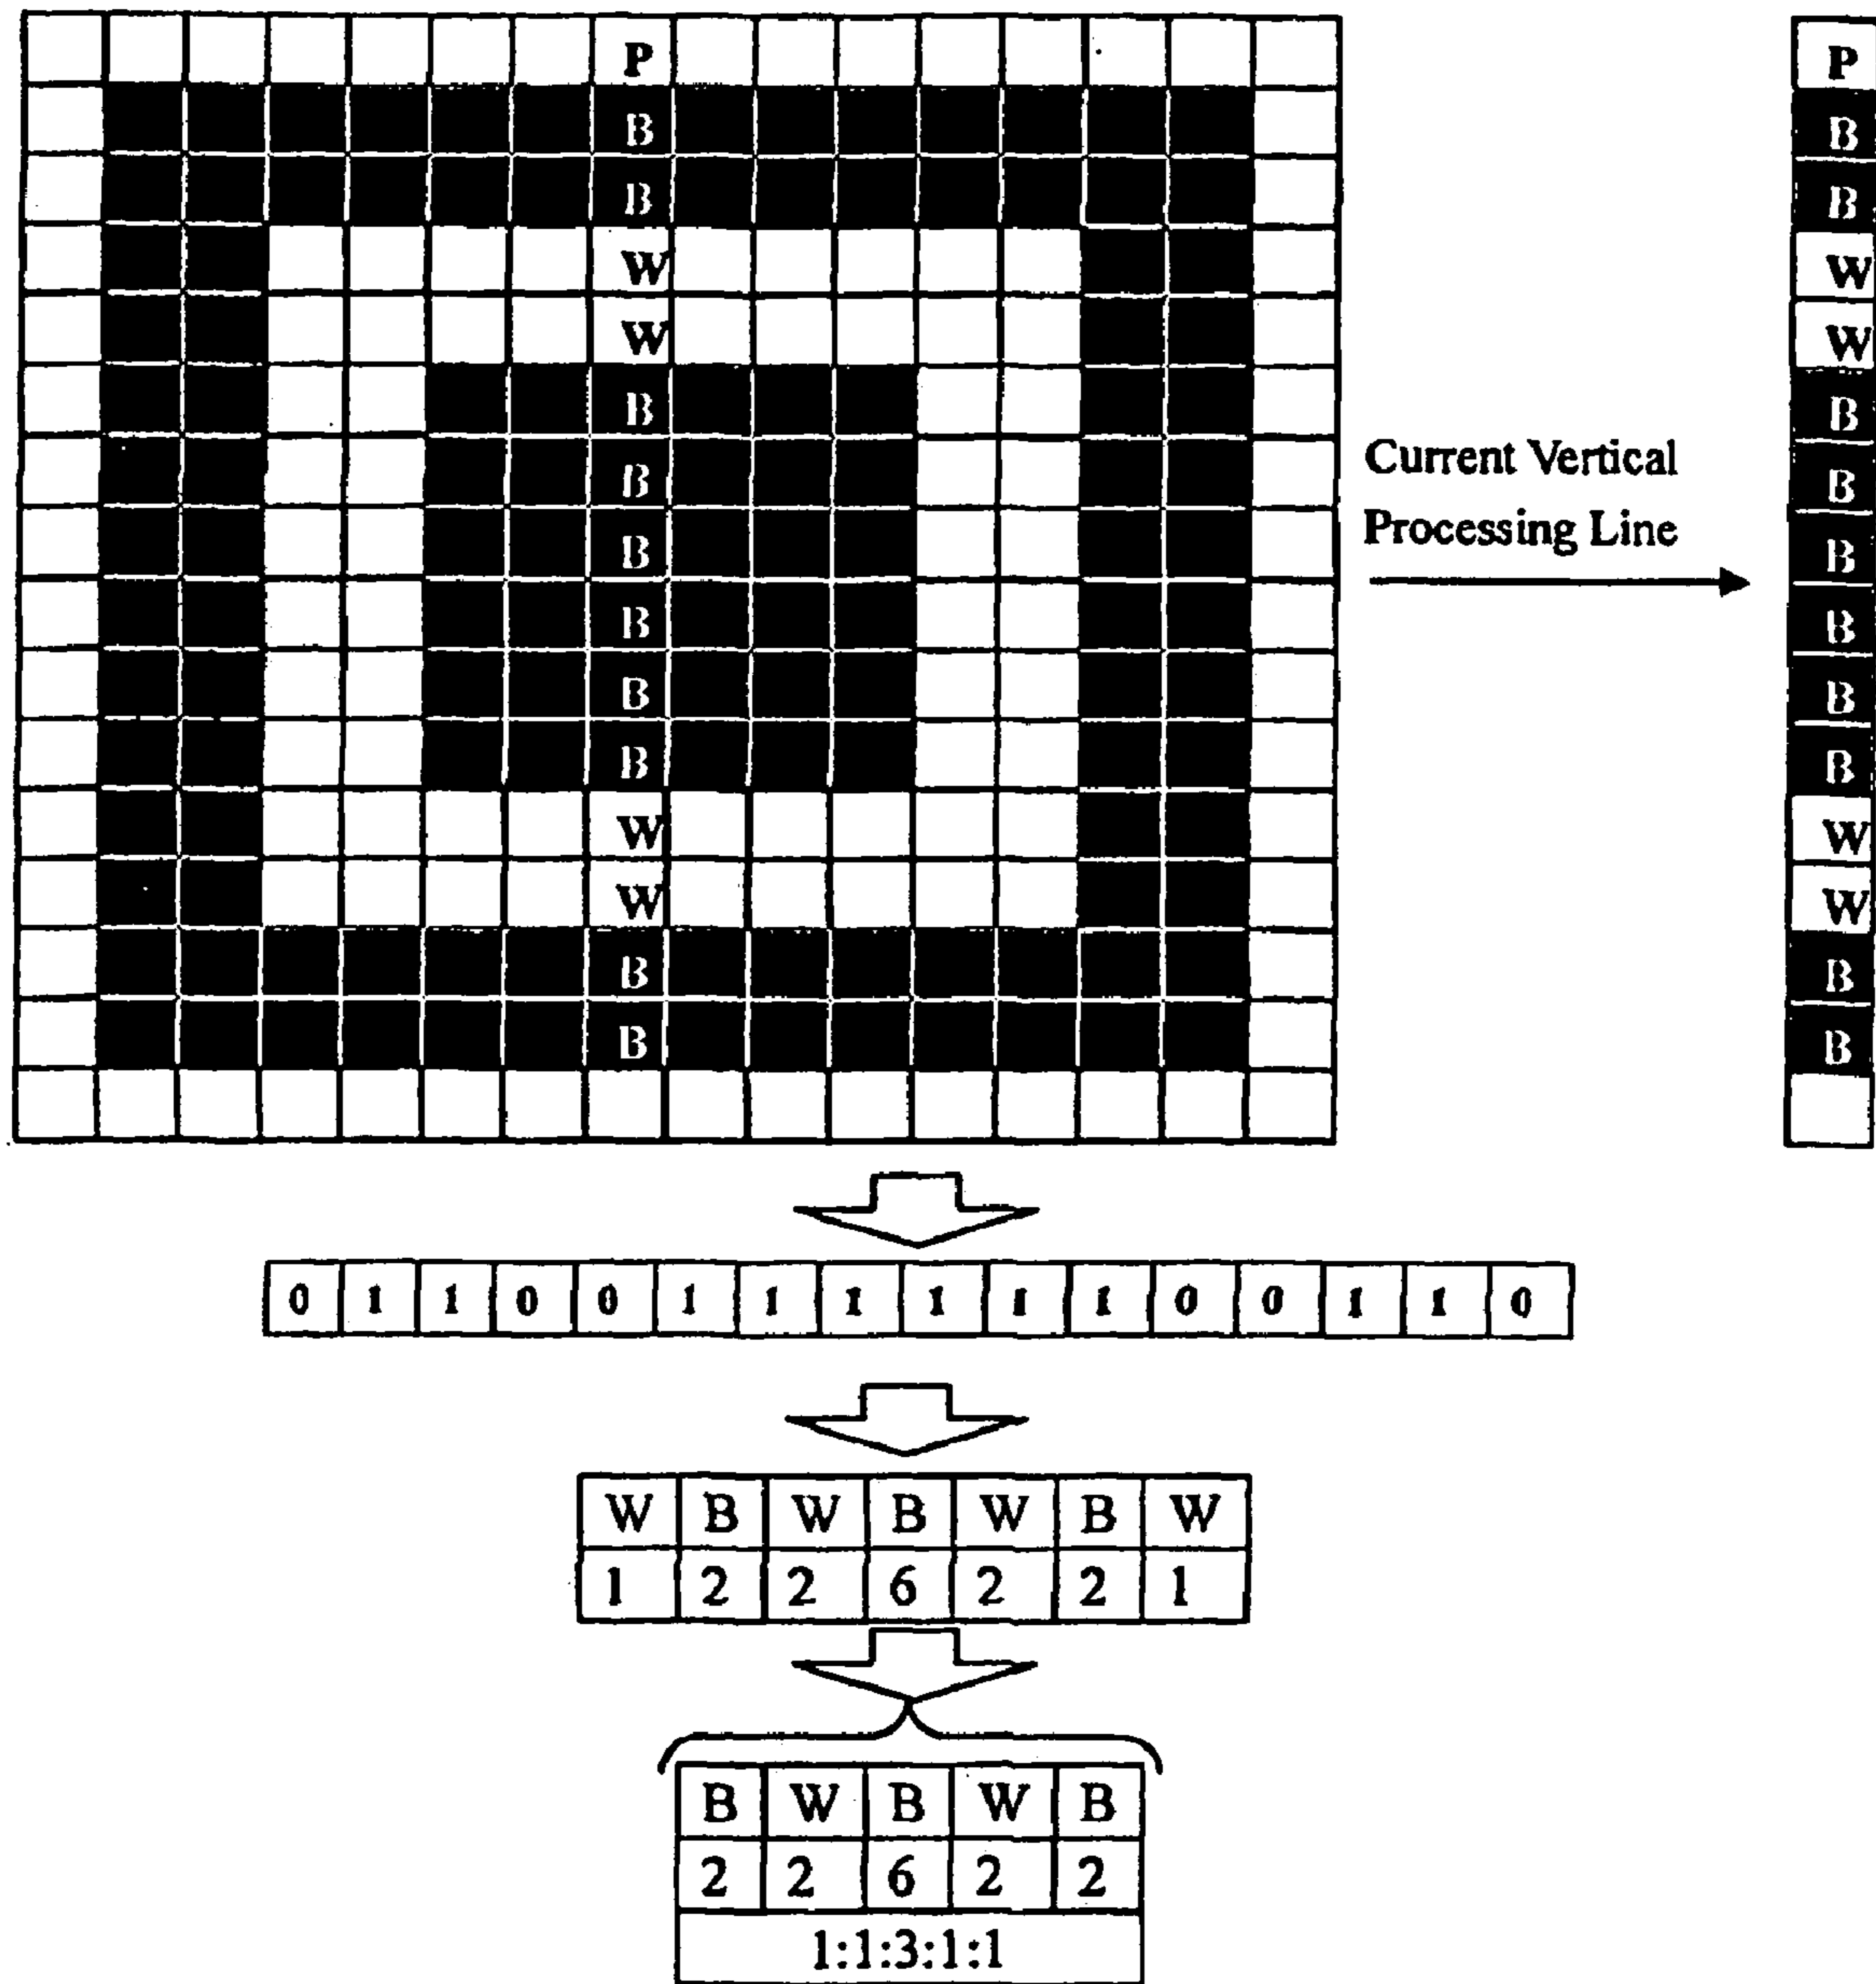 P P
B B
B B
W W
W W
B B
B B
B B
B B
B B
B B
W W
W W
B B
B B
Current Vertical
Processing Line
0 1 1 0 0 1 1 1 1 1 1 0 0 1 1 0
W B W B W B W
1 2 2 6 2 2 1
B W B W B
2 2 6 2 2
1:1:3:1:1